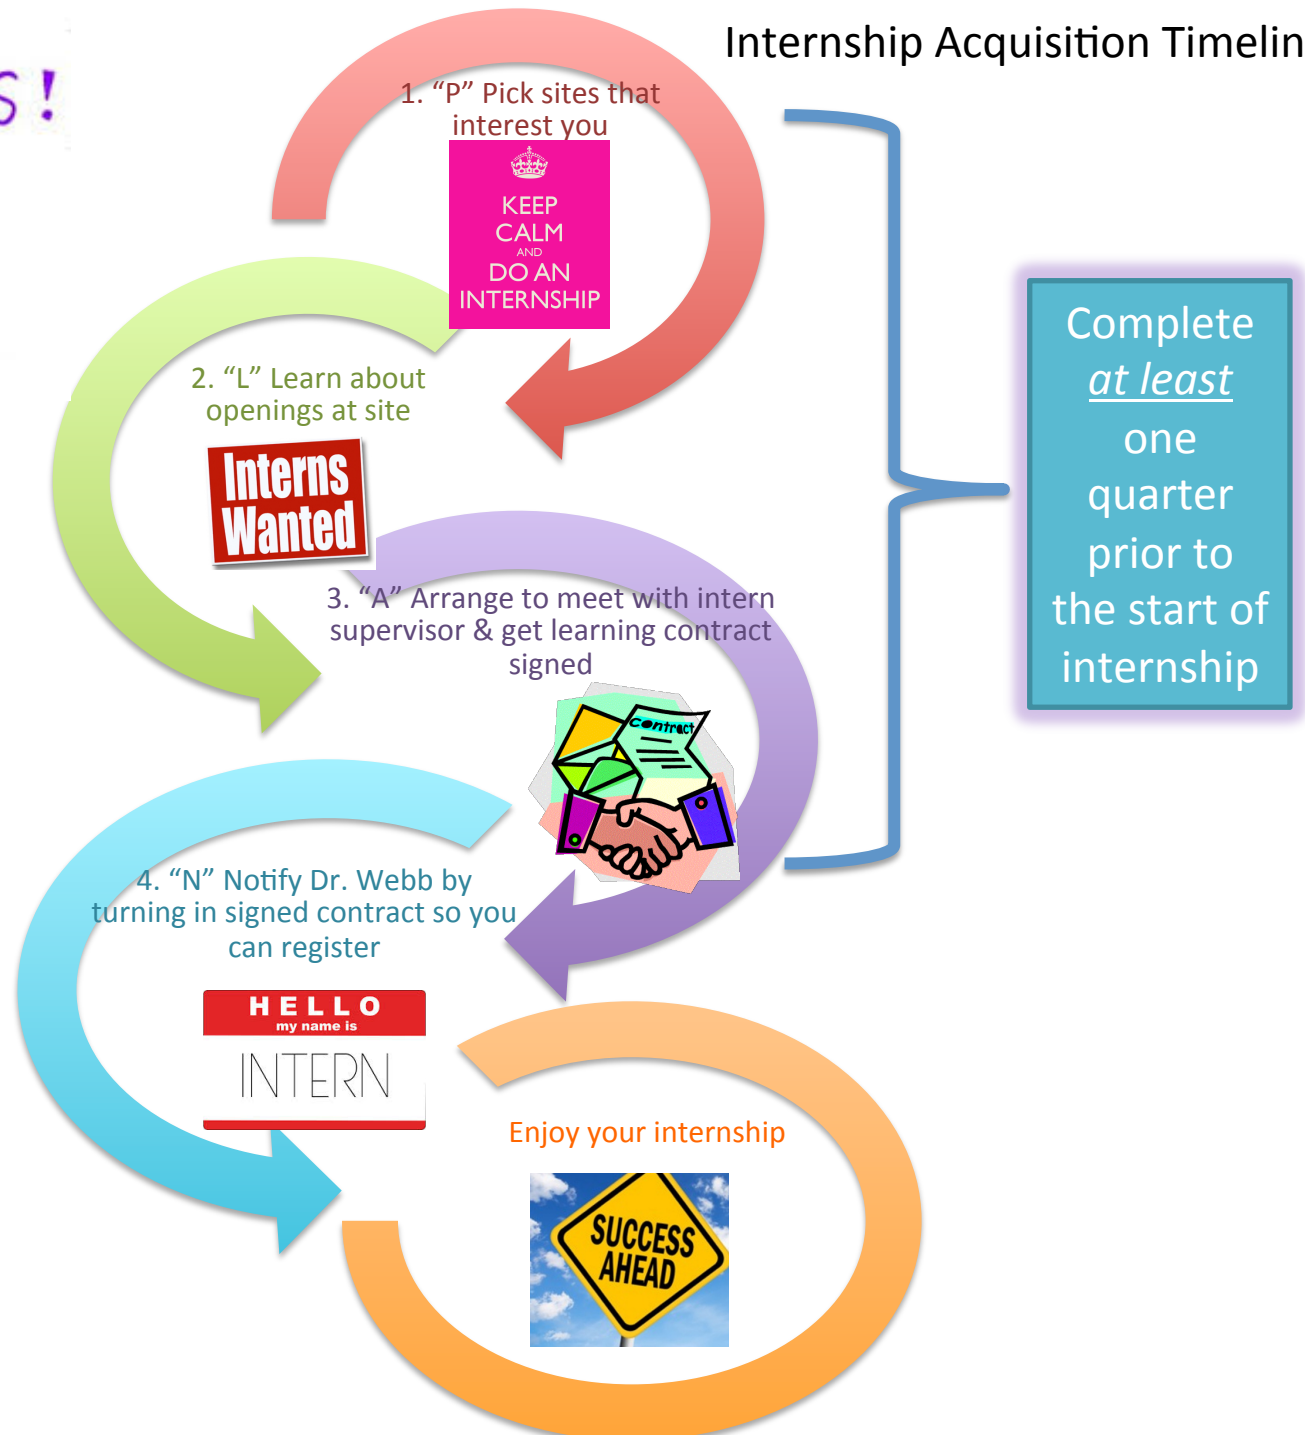 S!
Internship Acquisition Timelin
1. “P” Pick sites that
interest you
KEEP
CALM
AND
DO AN
INTERNSHIP
2. “L” Learn about
openings at site
Interns
Wanted
3. “A” Arrange to meet with intern
supervisor & get learning contract
signed
contract
Complete
at least
one
quarter
prior to
the start of
internship
4. “N” Notify Dr. Webb by
turning in signed contract so you
can register
HELLO
my name is
INTERN
Enjoy your internship
SUCCESS
AHEAD